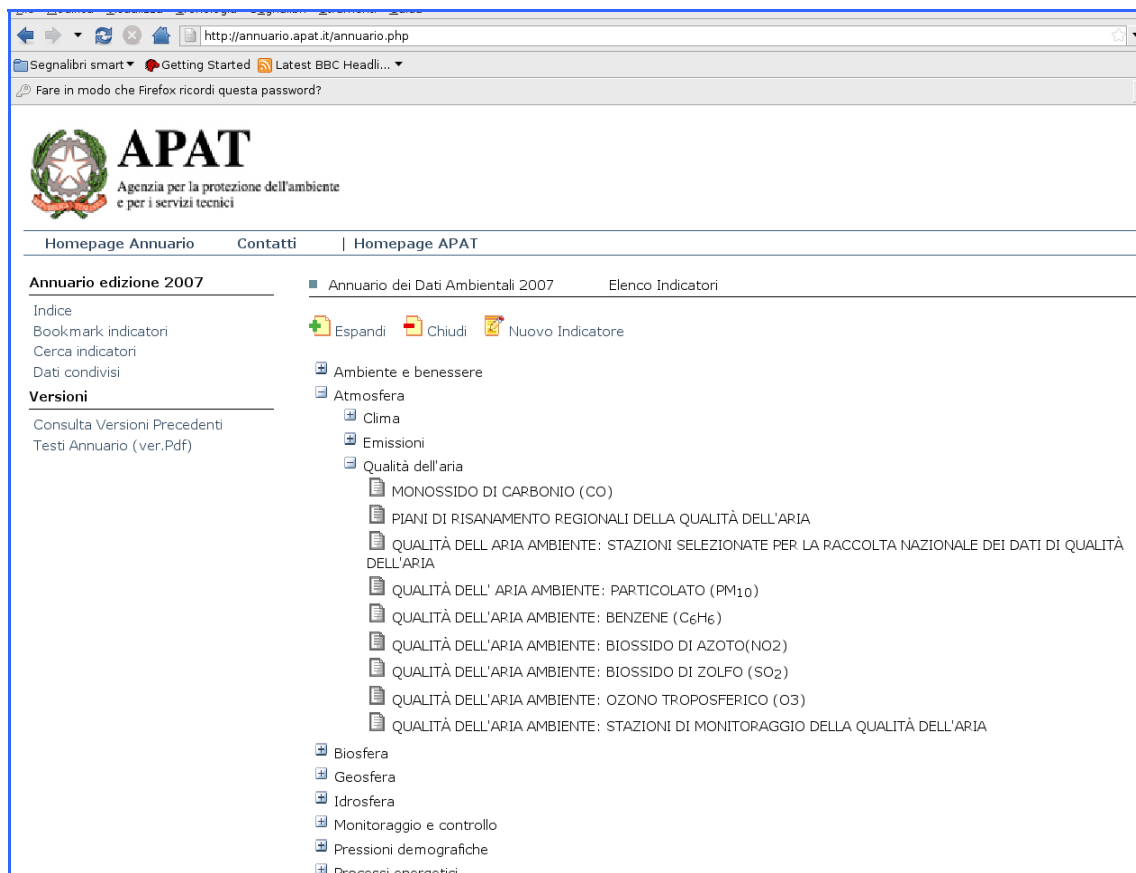 http://annuario.apat.it/annuario.php
Segnalibri smart Getting Started Latest BBC Headli...
Fare in modo che Firefox ricordi questa password?
APAT
Agenzia per la protezione dell'ambiente
e per i servizi tecnici
Homepage Annuario Contatti | Homepage APAT
Annuario edizione 2007
Indice
Bookmark indicatori
Cerca indicatori
Dati condivisi
Versioni
Consulta Versioni Precedenti
Testi Annuario (ver.Pdf)
Annuario dei Dati Ambientali 2007 Elenco Indicatori
Espandi Chiudi Nuovo Indicatore
Ambiente e benessere
Atmosfera
Clima
Emissioni
Qualità dell'aria
MONOSSIDO DI CARBONIO (CO)
PIANI DI RISANAMENTO REGIONALI DELLA QUALITÀ DELL'ARIA
QUALITÀ DELL ARIA AMBIENTE: STAZIONI SELEZIONATE PER LA RACCOLTA NAZIONALE DEI DATI DI QUALITÀ
DELL'ARIA
QUALITÀ DELL' ARIA AMBIENTE: PARTICOLATO (PM10)
QUALITÀ DELL'ARIA AMBIENTE: BENZENE (C6H6)
QUALITÀ DELL'ARIA AMBIENTE: BIOSSIDO DI AZOTO(NO2)
QUALITÀ DELL'ARIA AMBIENTE: BIOSSIDO DI ZOLFO (SO2)
QUALITÀ DELL'ARIA AMBIENTE: OZONO TROPOSFERICO (O3)
QUALITÀ DELL'ARIA AMBIENTE: STAZIONI DI MONITORAGGIO DELLA QUALITÀ DELL'ARIA
Biosfera
Geosfera
Idrosfera
Monitoraggio e controllo
Pressioni demografiche
Processi energetici